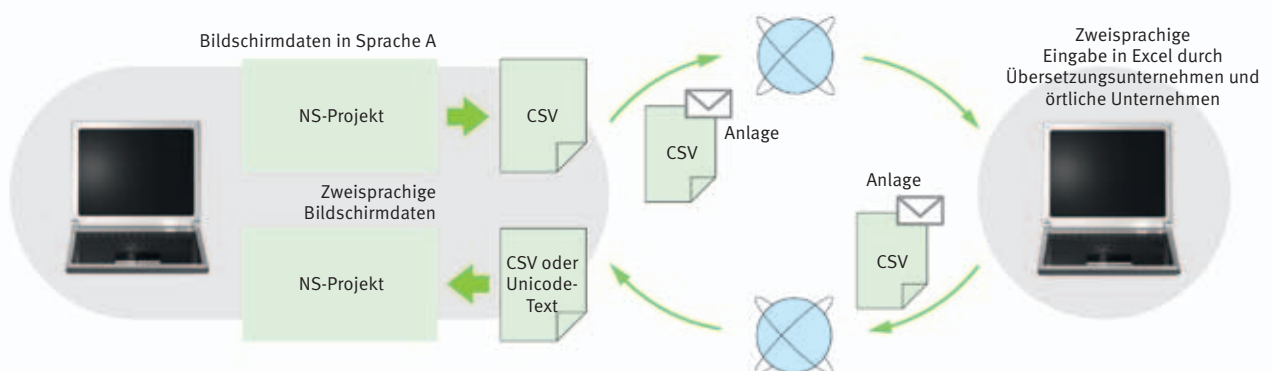 Bildschirmdaten in Sprache A
NS-Projekt
CSV
CSV
Anlage
Zweisprachige
Eingabe in Excel durch
Übersetzungsunternehmen und
örtliche Unternehmen
Zweisprachige
Bildschirmdaten
NS-Projekt
CSV oder
Unicode-
Text
Anlage
CSV